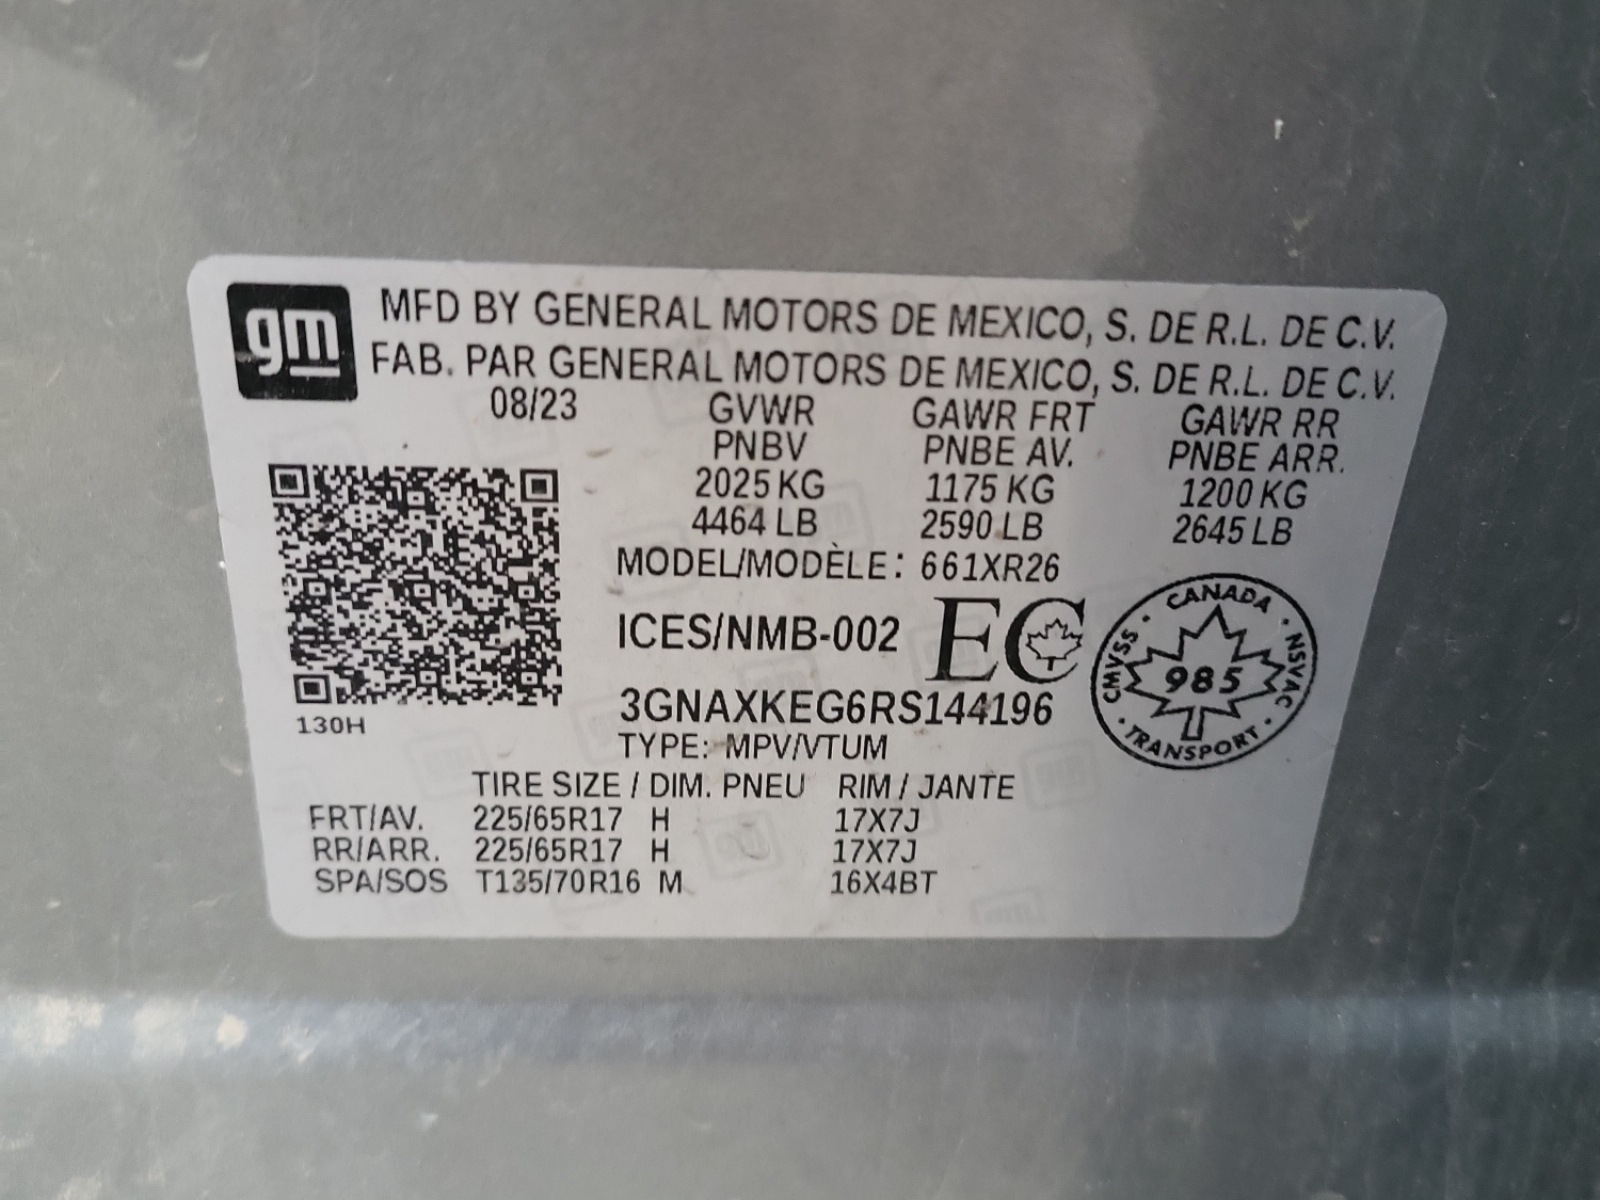 gm
MFD BY GENERAL MOTORS DE MEXICO, S. DE R.L. DE C.V.
FAB. PAR GENERAL MOTORS DE MEXICO, S. DE R.L. DE C.V.
08/23 GVWR GAWR FRT GAWR RR
PNBV PNBE AV. PNBE ARR.
2025 KG 1175 KG 1200 KG
4464 LB 2590 LB 2645 LB
MODEL/MODÈLE: 661XR26
ICES/NMB-002 EC
CANADA
CMVSS 985 NSVAC
TRANSPORT
3GNAXKEG6RS144196
130H
TYPE: MPV/VTUM
TIRE SIZE / DIM. PNEU RIM / JANTE
FRT/AV. 225/65R17 H 17X7J
RR/ARR. 225/65R17 H 17X7J
SPA/SOS T135/70R16 M 16X4BT